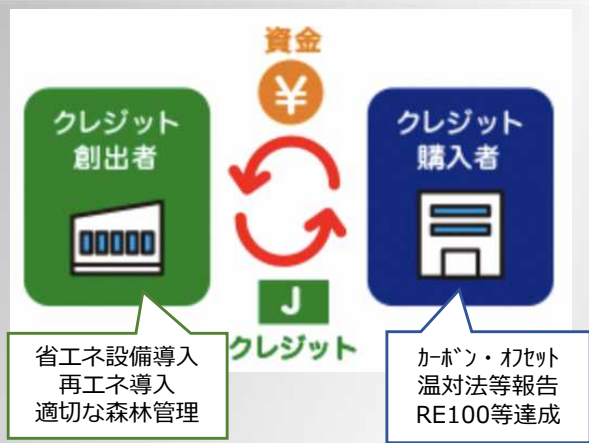 資金
¥
クレジット
創出者
クレジット
購入者
J
クレジット
省エネ設備導入
再エネ導入
適切な森林管理
ｶｰﾎﾞﾝ・ｵﾌｾｯﾄ
温対法等報告
RE100等達成